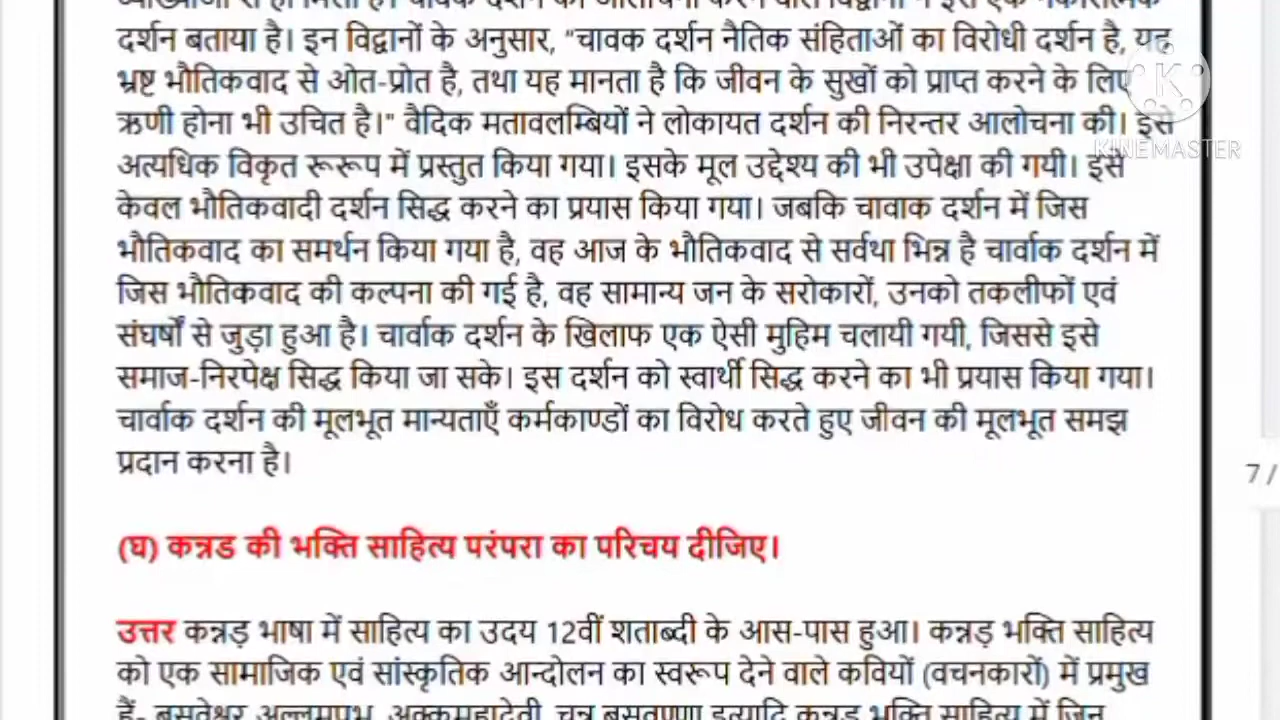 दर्शन बताया है। इन विद्वानों के अनुसार, "चावक दर्शन नैतिक संहिताओं का विरोधी दर्शन है, यह
भ्रष्ट भौतिकवाद से ओत-प्रोत है, तथा यह मानता है कि जीवन के सुखों को प्राप्त करने के लिए
ऋणी होना भी उचित है।" वैदिक मतावलम्बियों ने लोकायत दर्शन की निरन्तर आलोचना की। इसे
अत्यधिक विकृत रूरूप में प्रस्तुत किया गया। इसके मूल उद्देश्य की भी उपेक्षा की गयी। इसे
केवल भौतिकवादी दर्शन सिद्ध करने का प्रयास किया गया। जबकि चावाक दर्शन में जिस
भौतिकवाद का समर्थन किया गया है, वह आज के भौतिकवाद से सर्वथा भिन्न है चार्वाक दर्शन में
जिस भौतिकवाद की कल्पना की गई है, वह सामान्य जन के सरोकारों, उनको तकलीफों एवं
संघर्षों से जुड़ा हुआ है। चार्वाक दर्शन के खिलाफ एक ऐसी मुहिम चलायी गयी, जिससे इसे
समाज-निरपेक्ष सिद्ध किया जा सके। इस दर्शन को स्वार्थी सिद्ध करने का भी प्रयास किया गया।
चार्वाक दर्शन की मूलभूत मान्यताएँ कर्मकाण्डों का विरोध करते हुए जीवन की मूलभूत समझ
प्रदान करना है।
(घ) कन्नड की भक्ति साहित्य परंपरा का परिचय दीजिए।
उत्तर कन्नड़ भाषा में साहित्य का उदय 12वीं शताब्दी के आस-पास हुआ। कन्नड़ भक्ति साहित्य
को एक सामाजिक एवं सांस्कृतिक आन्दोलन का स्वरूप देने वाले कवियों (वचनकारों) में प्रमुख
K
KINEMASTER
7 /